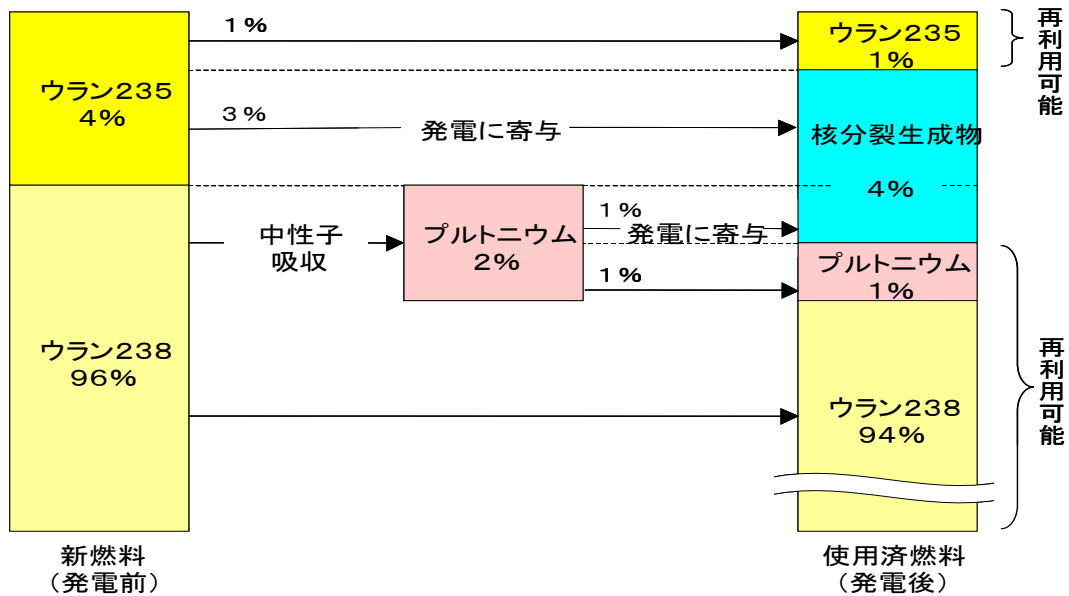 1%
ウラン235
1%
再利用可能
ウラン235
4%
3%
発電に寄与
核分裂生成物
4%
中性子
吸収
プルトニウム
2%
1%
発電に寄与
1%
プルトニウム
1%
ウラン238
96%
ウラン238
94%
再利用可能
新燃料
(発電前)
使用済燃料
(発電後)